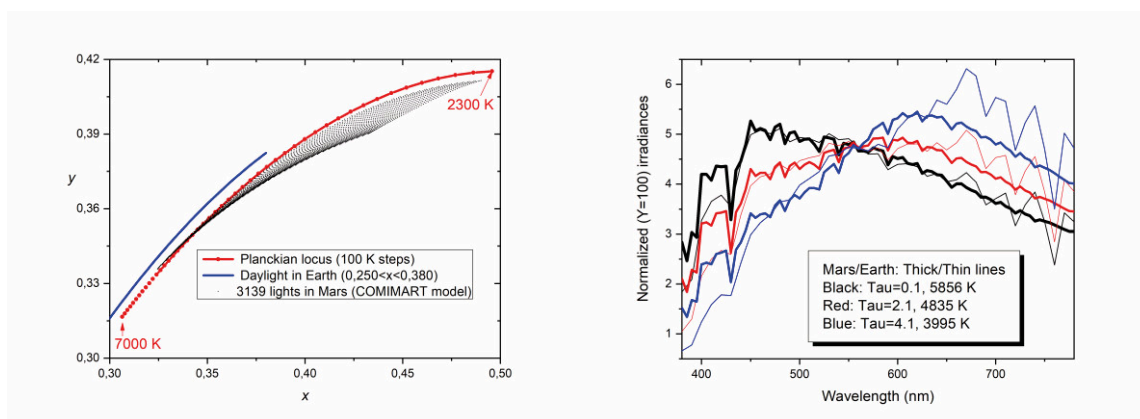 0,42
0,39
0,36
0,33
0,30
y
0,30
0,35
0,40
0,45
0,50
x
2300 K
7000 K
Planckian locus (100 K steps)
Daylight in Earth (0,250<x<0,380)
3139 lights in Mars (COMIMART model)
6
5
4
3
2
1
Normalized (Y=100) irradiances
400
500
600
700
Wavelength (nm)
Mars/Earth: Thick/Thin lines
Black: Tau=0.1, 5856 K
Red: Tau=2.1, 4835 K
Blue: Tau=4.1, 3995 K